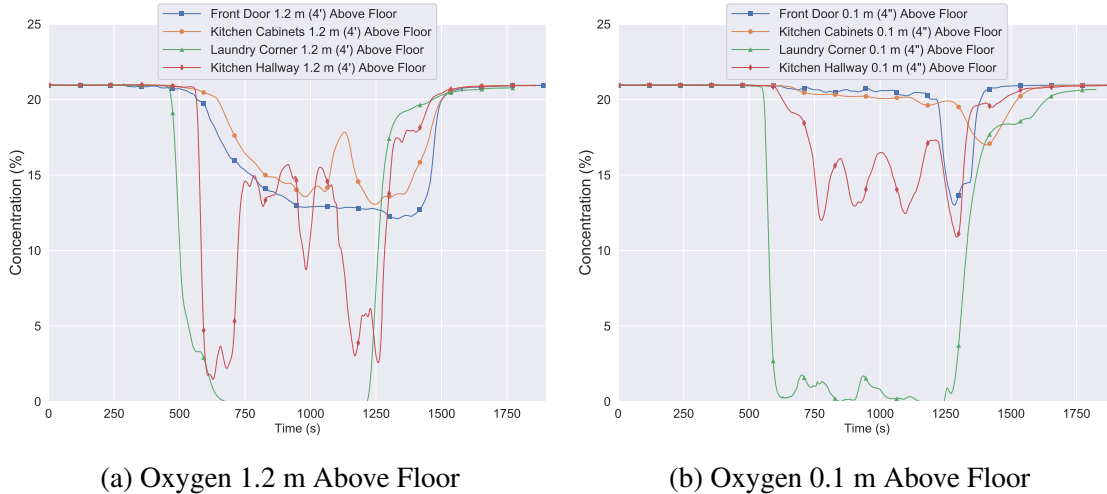 Front Door 1.2 m (4') Above Floor
Kitchen Cabinets 1.2 m (4') Above Floor
Laundry Corner 1.2 m (4') Above Floor
Kitchen Hallway 1.2 m (4') Above Floor
25
20
15
10
5
0
Concentration (%)
0 250 500 750 1000 1250 1500 1750
Time (s)
(a) Oxygen 1.2 m Above Floor
Front Door 0.1 m (4") Above Floor
Kitchen Cabinets 0.1 m (4") Above Floor
Laundry Corner 0.1 m (4") Above Floor
Kitchen Hallway 0.1 m (4") Above Floor
25
20
15
10
5
0
Concentration (%)
0 250 500 750 1000 1250 1500 1750
Time (s)
(b) Oxygen 0.1 m Above Floor